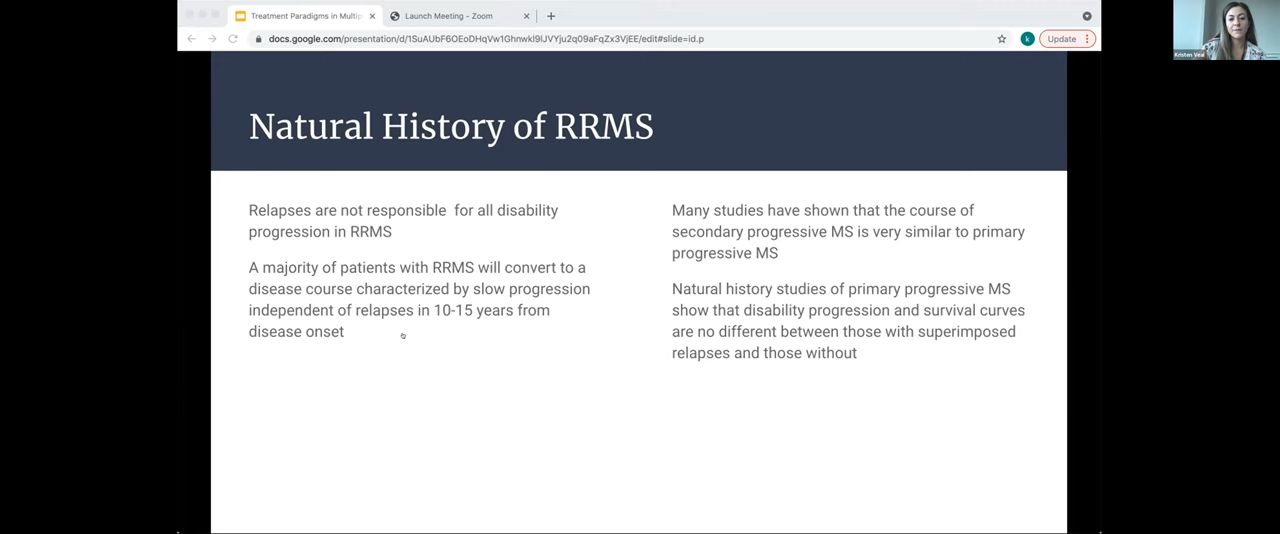 Treatment Paradigms in Multip
Launch Meeting - Zoom
docs.google.com/presentation/d/1SuAUbF6OEoDHqVw1Ghnwkl9lJVYju2q09aFqZx3VjEE/edit#slide=id.p
k
Update
Kristen Veal
Natural History of RRMS
Relapses are not responsible for all disability
progression in RRMS
A majority of patients with RRMS will convert to a
disease course characterized by slow progression
independent of relapses in 10-15 years from
disease onset
Many studies have shown that the course of
secondary progressive MS is very similar to primary
progressive MS
Natural history studies of primary progressive MS
show that disability progression and survival curves
are no different between those with superimposed
relapses and those without